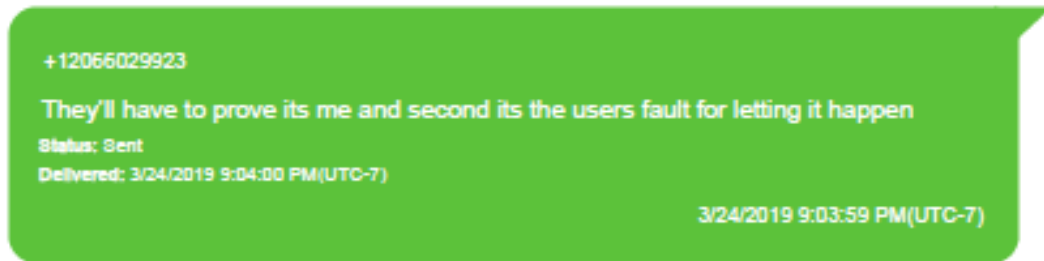 +12066029923
They'll have to prove its me and second its the users fault for letting it happen
Status: Sent
Delivered: 3/24/2019 9:04:00 PM(UTC-7)
3/24/2019 9:03:59 PM(UTC-7)